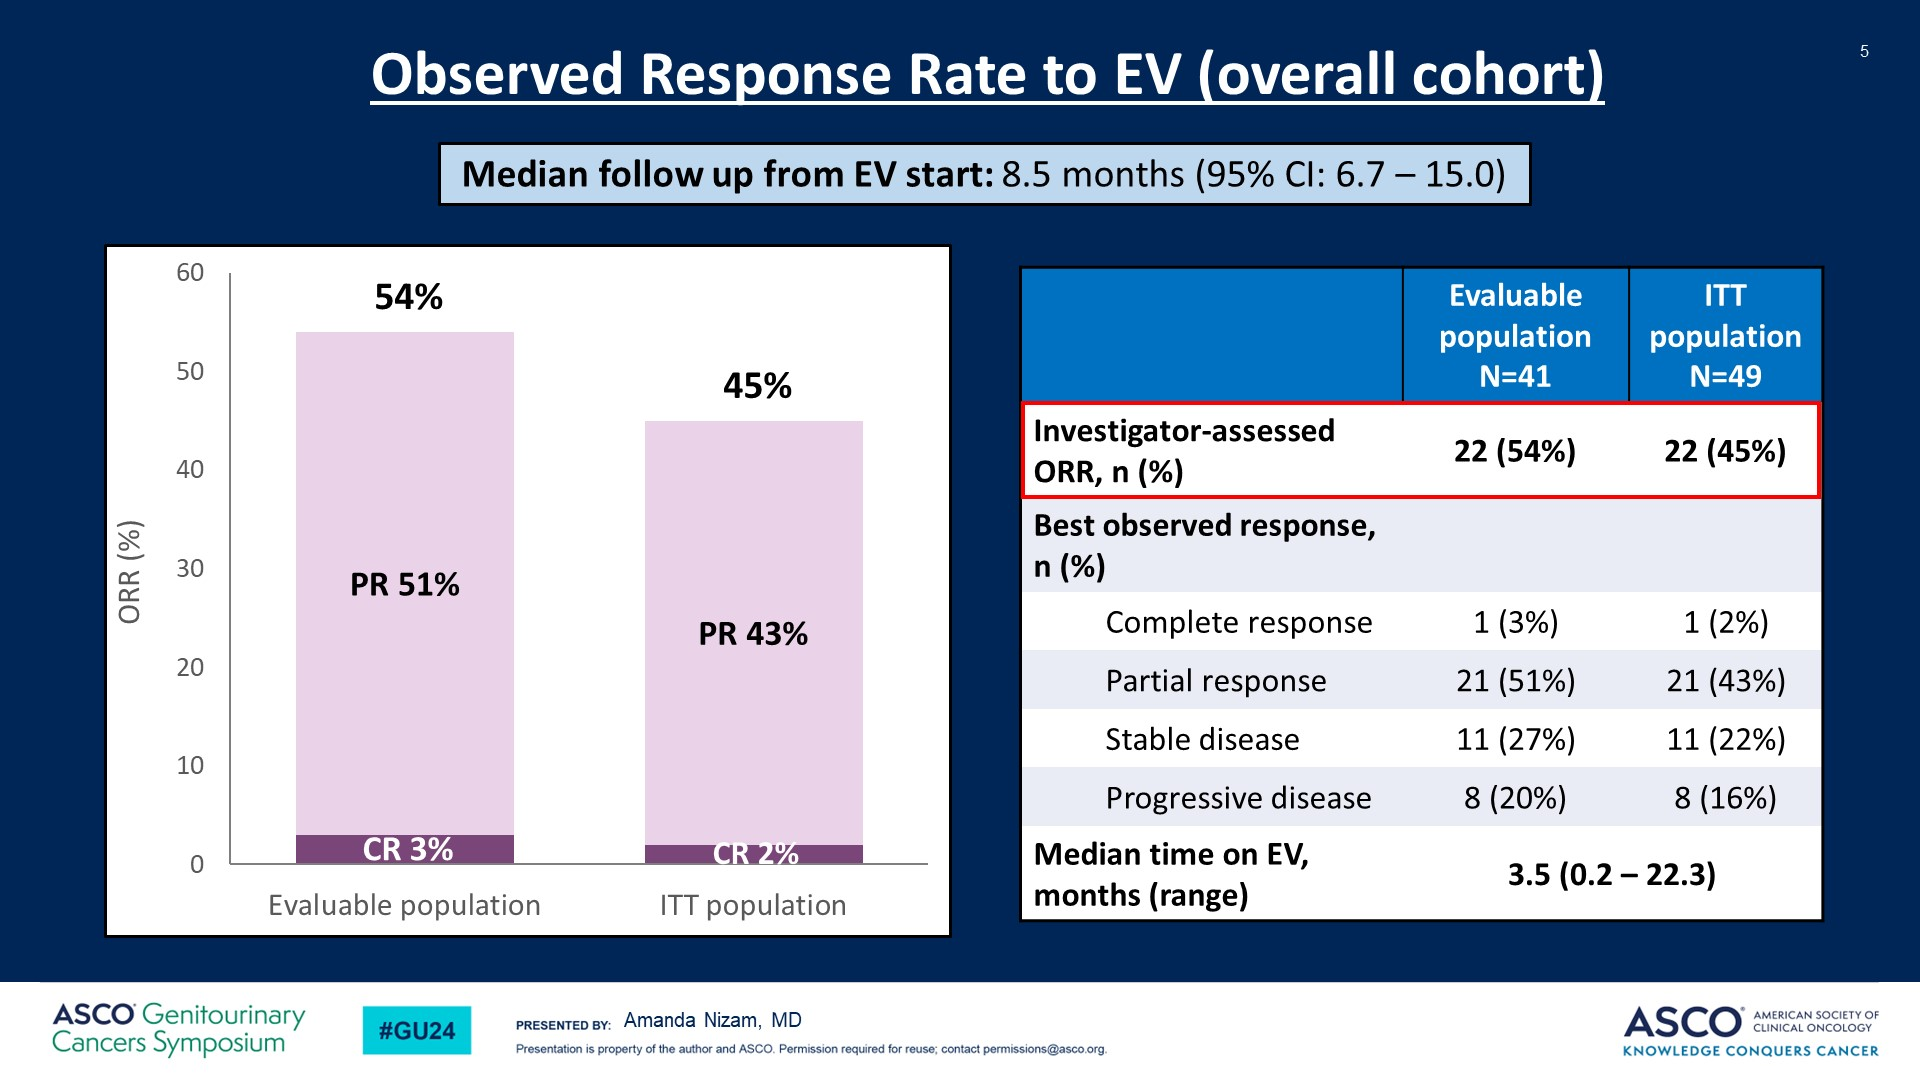 5
Observed Response Rate to EV (overall cohort)
Median follow up from EV start: 8.5 months (95% CI: 6.7 – 15.0)
60
50
40
30
20
10
0
ORR (%)
54%
PR 51%
CR 3%
45%
PR 43%
CR 2%
Evaluable population
ITT population
Evaluable population N=41
ITT population N=49
Investigator-assessed ORR, n (%)
22 (54%)
22 (45%)
Best observed response, n (%)
Complete response 1 (3%) 1 (2%)
Partial response 21 (51%) 21 (43%)
Stable disease 11 (27%) 11 (22%)
Progressive disease 8 (20%) 8 (16%)
Median time on EV, months (range)
3.5 (0.2 – 22.3)
ASCO® Genitourinary
Cancers Symposium
#GU24
PRESENTED BY: Amanda Nizam, MD
Presentation is property of the author and ASCO. Permission required for reuse; contact permissions@asco.org.
ASCO® AMERICAN SOCIETY OF
CLINICAL ONCOLOGY
KNOWLEDGE CONQUERS CANCER